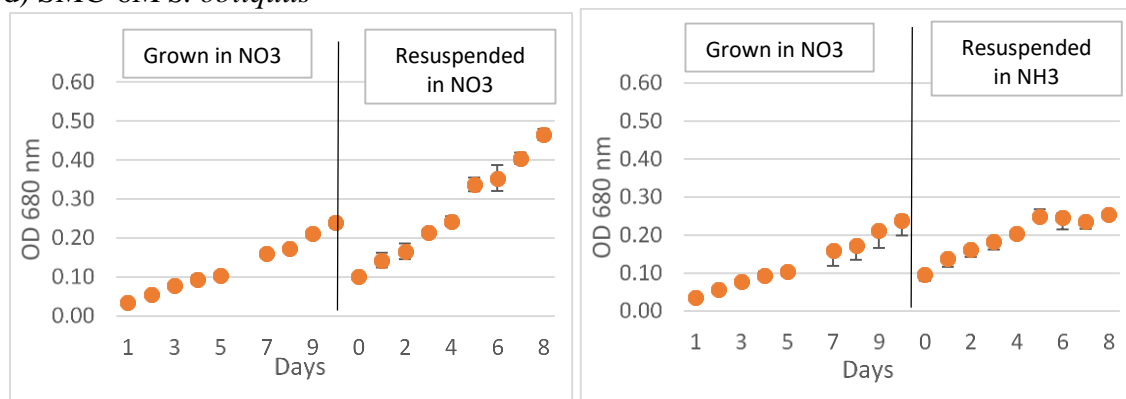 S. obliquus
Grown in NO3
Resuspended
in NO3
0.60
0.50
0.40
0.30
0.20
0.10
0.00
OD 680 nm
1 3 5 7 9 0 2 4 6 8
Days
Grown in NO3
Resuspended
in NH3
0.60
0.50
0.40
0.30
0.20
0.10
0.00
OD 680 nm
1 3 5 7 9 0 2 4 6 8
Days